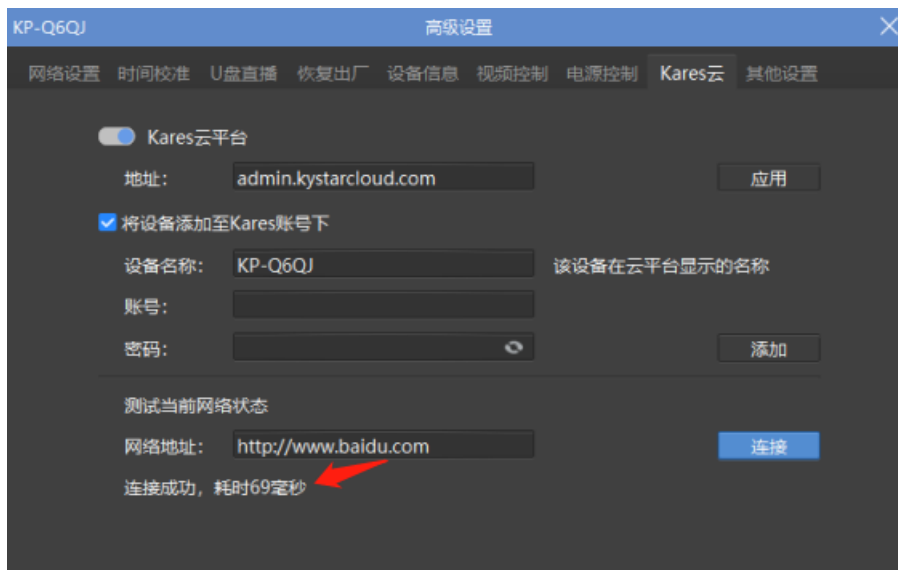 KP-Q6QJ 高级设置
网络设置 时间校准 U盘直播 恢复出厂 设备信息 视频控制 电源控制 Kares云 其他设置
Kares云平台
地址： admin.kystarcloud.com 应用
将设备添加至Kares账号下
设备名称： KP-Q6QJ 该设备在云平台显示的名称
账号：
密码： 添加
测试当前网络状态
网络地址： http://www.baidu.com 连接
连接成功，耗时69毫秒